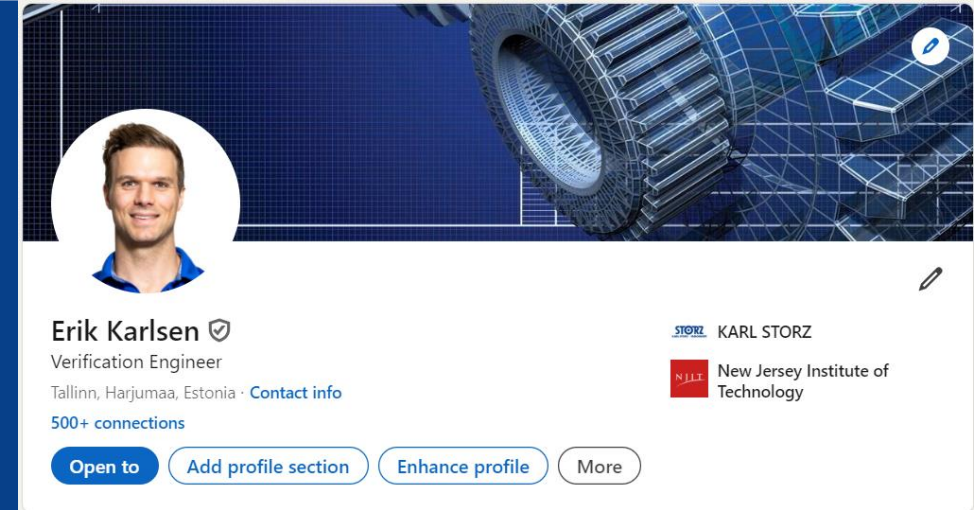 Erik Karlsen
Verification Engineer
Tallinn, Harjumaa, Estonia · Contact info
500+ connections
Open to
Add profile section
Enhance profile
More
STORZ
KARL STORZ
NJIT
New Jersey Institute of
Technology